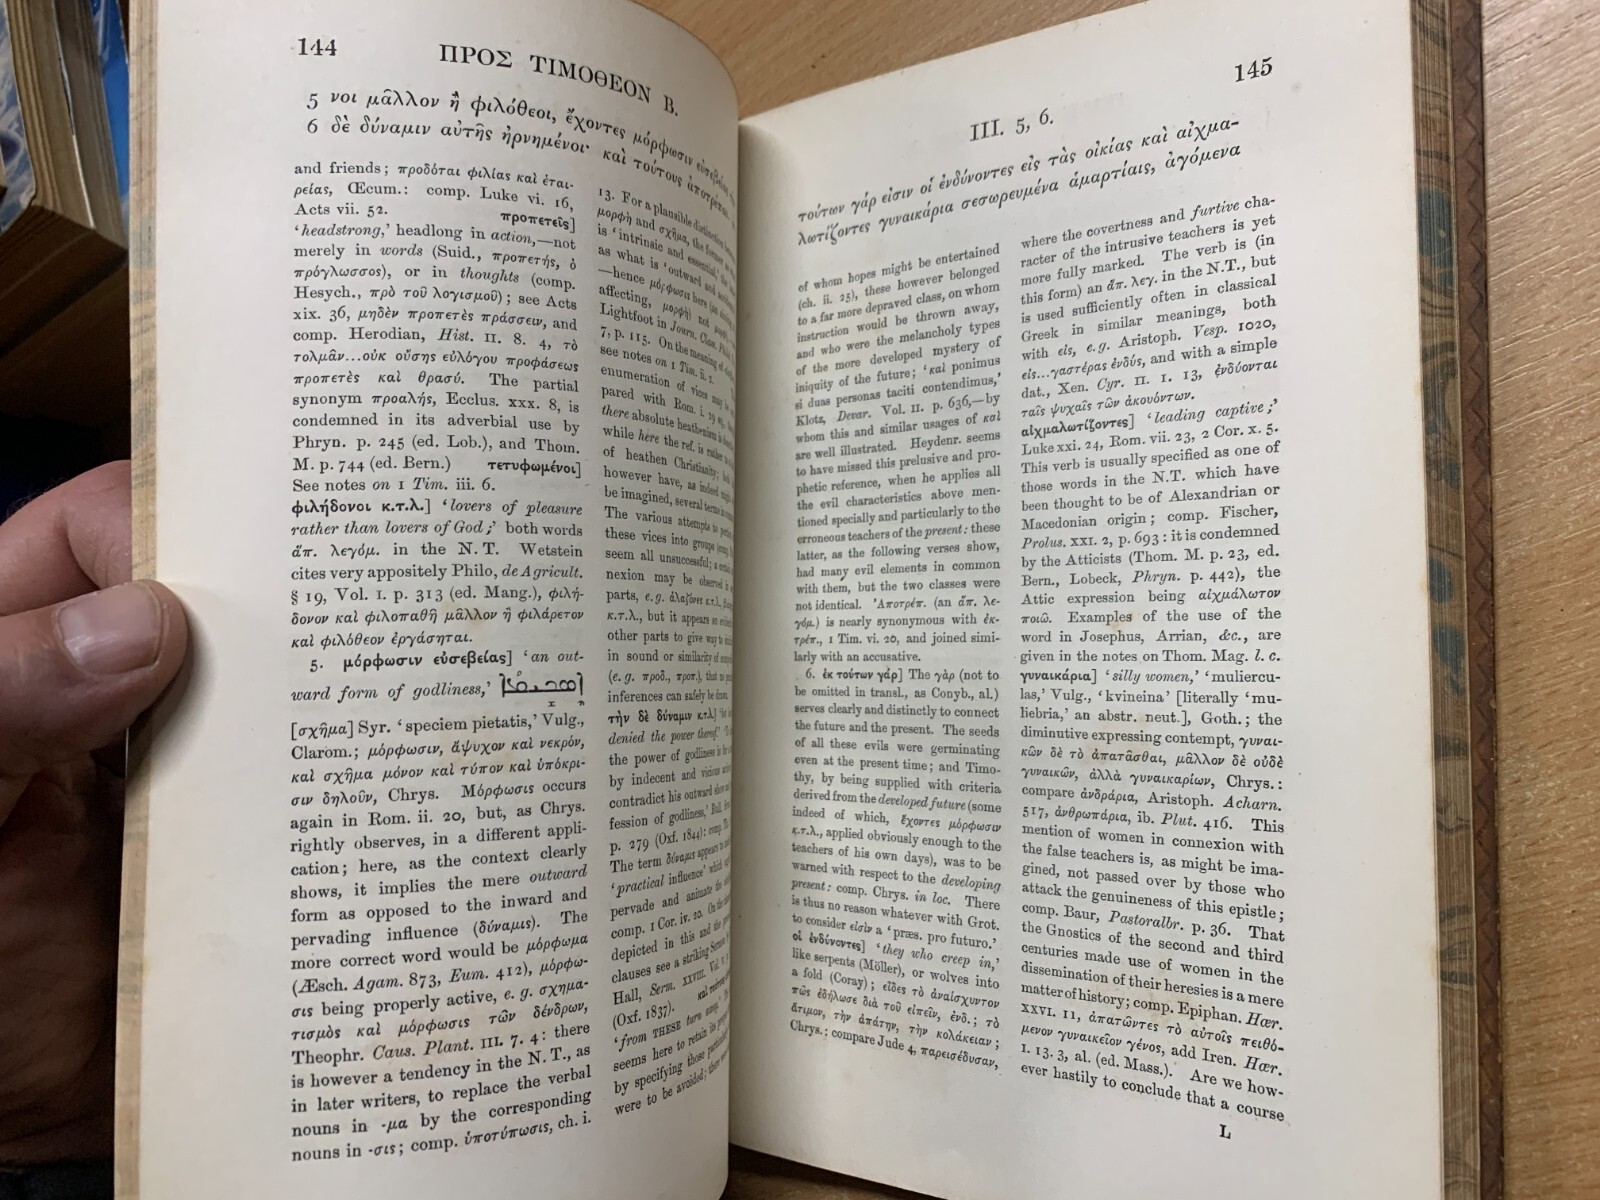 144
ΠΡΟΣ ΤΙΜΟΘΕΟΝ Β.
5 νοι μᾶλλον ἢ φιλόθεοι, ἔχοντες μόρφωσιν εὐσεβείας
6 δὲ δύναμιν αὐτῆς ἠρνημένοι· καὶ τούτους ἀποτρέπου.
and friends; προδόται φιλίας καὶ ἑται-
ρείας, Œcum.: comp. Luke vi. 16,
Acts vii. 52. προπετεῖς]
‘headstrong,’ headlong in action,—not
merely in words (Suid., προπετής, ὁ
πρόγλωσσος), or in thoughts (comp.
Hesych., πρὸ τοῦ λογισμοῦ); see Acts
xix. 36, μηδὲν προπετὲς πράσσειν, and
comp. Herodian, Hist. II. 8. 4, τὸ
τολμᾶν...οὐκ οὔσης εὐλόγου προφάσεως
προπετὲς καὶ θρασύ. The partial
synonym προαλής, Ecclus. xxx. 8, is
condemned in its adverbial use by
Phryn. p. 245 (ed. Lob.), and Thom.
M. p. 744 (ed. Bern.) τετυφωμένοι]
See notes on 1 Tim. iii. 6.
φιλήδονοι κ.τ.λ.] ‘lovers of pleasure
rather than lovers of God;’ both words
ἅπ. λεγόμ. in the N. T. Wetstein
cites very appositely Philo, de Agricult.
§ 19, Vol. I. p. 313 (ed. Mang.), φιλή-
δονον καὶ φιλοπαθῆ μᾶλλον ἢ φιλάρετον
καὶ φιλόθεον ἐργάσηται.
5. μόρφωσιν εὐσεβείας] ‘an out-
ward form of godliness,’
[σχῆμα] Syr. ‘speciem pietatis,’ Vulg.,
Clarom.; μόρφωσιν, ἄψυχον καὶ νεκρόν,
καὶ σχῆμα μόνον καὶ τύπον καὶ ὑπόκρι-
σιν δηλοῦν, Chrys. Μόρφωσις occurs
again in Rom. ii. 20, but, as Chrys.
rightly observes, in a different appli-
cation; here, as the context clearly
shows, it implies the mere outward
form as opposed to the inward and
pervading influence (δύναμις). The
more correct word would be μόρφωμα
(Æsch. Agam. 873, Eum. 412), μόρφω-
σις being properly active, e. g. σχημα-
τισμὸς καὶ μόρφωσις τῶν δένδρων,
Theophr. Caus. Plant. III. 7. 4: there
is however a tendency in the N. T., as
in later writers, to replace the verbal
nouns in -μα by the corresponding
nouns in -σις; comp. ὑποτύπωσις, ch. i.
13. For a plausible distinction
μορφὴ and σχῆμα, the former
is ‘intrinsic and essential,’
as what is ‘outward and
—hence μόρφωσις here
affecting, μορφὴ) not
Lightfoot in Journ. Class.
7, p. 115. On the meaning of
see notes on 1 Tim. ii. 2.
enumeration of vices may be
pared with Rom. i. 29
there absolute heathenism is
while here the ref. is rather to
of heathen Christianity;
however have, as indeed might
be imagined, several terms in
The various attempts to
these vices into groups
seem all unsuccessful; a
nexion may be observed in
parts, e.g. ἀλαζόνες κ.τ.λ.,
κ.τ.λ., but it appears so
other parts to give way to
in sound or similarity of
(e. g. προδ., προπ.), that no
inferences can safely be
τὴν δὲ δύναμιν κ.τ.λ.]
denied the power thereof.’
the power of godliness is
by indecent and vicious
contradict his outward show
fession of godliness,’ Bull,
p. 279 (Oxf. 1844): comp.
The term δύναμις appears
‘practical influence’ which
pervade and animate the
comp. 1 Cor. iv. 20. On the
depicted in this and the
clauses see a striking Sermon
Hall, Serm. XXVIII. Vol.
(Oxf. 1837).
‘from THESE turn away.’
seems here to retain its
by specifying those
were to be avoided; there
145
III. 5, 6.
τούτων γάρ εἰσιν οἱ ἐνδύνοντες εἰς τὰς οἰκίας καὶ αἰχμα-
λωτίζοντες γυναικάρια σεσωρευμένα ἁμαρτίαις, ἀγόμενα
of whom hopes might be entertained
(ch. ii. 25), these however belonged
to a far more depraved class, on whom
instruction would be thrown away,
and who were the melancholy types
of the more developed mystery of
iniquity of the future; ‘καὶ ponimus
si duas personas taciti contendimus,’
Klotz, Devar. Vol. II. p. 636,—by
whom this and similar usages of καὶ
are well illustrated. Heydenr. seems
to have missed this prelusive and pro-
phetic reference, when he applies all
the evil characteristics above men-
tioned specially and particularly to the
erroneous teachers of the present: these
latter, as the following verses show,
had many evil elements in common
with them, but the two classes were
not identical. Ἀποτρέπ. (an ἅπ. λε-
γόμ.) is nearly synonymous with ἐκ-
τρέπ., 1 Tim. vi. 20, and joined simi-
larly with an accusative.
6. ἐκ τούτων γάρ] The γὰρ (not to
be omitted in transl., as Conyb., al.)
serves clearly and distinctly to connect
the future and the present. The seeds
of all these evils were germinating
even at the present time; and Timo-
thy, by being supplied with criteria
derived from the developed future (some
indeed of which, ἔχοντες μόρφωσιν
κ.τ.λ., applied obviously enough to the
teachers of his own days), was to be
warned with respect to the developing
present: comp. Chrys. in loc. There
is thus no reason whatever with Grot.
to consider εἰσὶν a ‘præs. pro futuro.’
οἱ ἐνδύνοντες] ‘they who creep in,’
like serpents (Möller), or wolves into
a fold (Coray); εἶδες τὸ ἀναίσχυντον
πῶς ἐδήλωσε διὰ τοῦ εἰπεῖν, ἐνδ.; τὸ
ἄτιμον, τὴν ἀπάτην, τὴν κολάκειαν;
Chrys.; compare Jude 4, παρεισέδυσαν,
where the covertness and furtive cha-
racter of the intrusive teachers is yet
more fully marked. The verb is (in
this form) an ἅπ. λεγ. in the N.T., but
is used sufficiently often in classical
Greek in similar meanings, both
with εἰς, e.g. Aristoph. Vesp. 1020,
εἰς...γαστέρας ἐνδύς, and with a simple
dat., Xen. Cyr. II. 1. 13, ἐνδύονται
ταῖς ψυχαῖς τῶν ἀκουόντων.
αἰχμαλωτίζοντες] ‘leading captive;’
Luke xxi. 24, Rom. vii. 23, 2 Cor. x. 5.
This verb is usually specified as one of
those words in the N.T. which have
been thought to be of Alexandrian or
Macedonian origin; comp. Fischer,
Prolus. XXI. 2, p. 693: it is condemned
by the Atticists (Thom. M. p. 23, ed.
Bern., Lobeck, Phryn. p. 442), the
Attic expression being αἰχμάλωτον
ποιῶ. Examples of the use of the
word in Josephus, Arrian, &c., are
given in the notes on Thom. Mag. l. c.
γυναικάρια] ‘silly women,’ ‘muliercu-
las,’ Vulg., ‘kvineina’ [literally ‘mu-
liebria,’ an abstr. neut.], Goth.; the
diminutive expressing contempt, γυναι-
κῶν δὲ τὸ ἀπατᾶσθαι, μᾶλλον δὲ οὐδὲ
γυναικῶν, ἀλλὰ γυναικαρίων, Chrys.:
compare ἀνδράρια, Aristoph. Acharn.
517, ἀνθρωπάρια, ib. Plut. 416. This
mention of women in connexion with
the false teachers is, as might be ima-
gined, not passed over by those who
attack the genuineness of this epistle;
comp. Baur, Pastoralbr. p. 36. That
the Gnostics of the second and third
centuries made use of women in the
dissemination of their heresies is a mere
matter of history; comp. Epiphan. Hær.
XXVI. 11, ἀπατῶντες τὸ αὐτοῖς πειθό-
μενον γυναικεῖον γένος, add Iren. Hær.
I. 13. 3, al. (ed. Mass.). Are we how-
ever hastily to conclude that a course
L